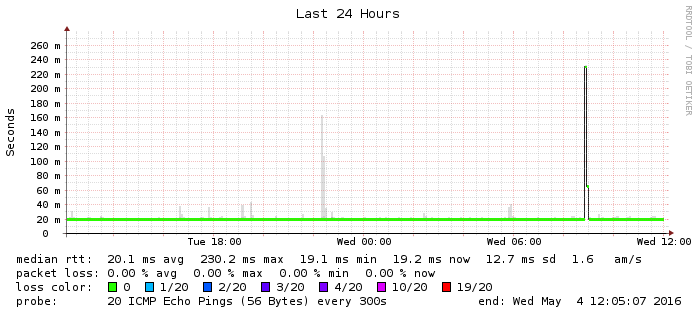 Last 24 Hours
RRDTOOL / TOBI OETIKER
Seconds
260 m
240 m
220 m
200 m
180 m
160 m
140 m
120 m
100 m
80 m
60 m
40 m
20 m
0
Tue 18:00 Wed 00:00 Wed 06:00 Wed 12:00
median rtt: 20.1 ms avg 230.2 ms max 19.1 ms min 19.2 ms now 12.7 ms sd 1.6 am/s
packet loss: 0.00 % avg 0.00 % max 0.00 % min 0.00 % now
loss color: 0 1/20 2/20 3/20 4/20 10/20 19/20
probe: 20 ICMP Echo Pings (56 Bytes) every 300s end: Wed May 4 12:05:07 2016